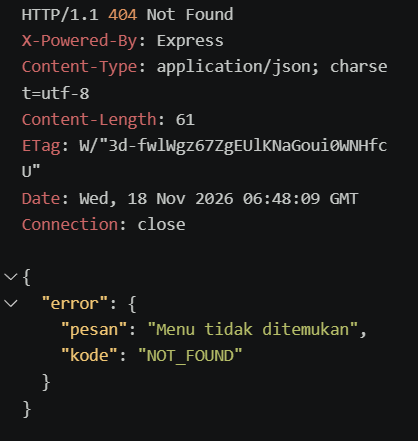 HTTP/1.1 404 Not Found
X-Powered-By: Express
Content-Type: application/json; charse
t=utf-8
Content-Length: 61
ETag: W/"3d-fwlWgz67ZgEUlKNaGoui0WNHfc
U"
Date: Wed, 18 Nov 2026 06:48:09 GMT
Connection: close
{
"error": {
"pesan": "Menu tidak ditemukan",
"kode": "NOT_FOUND"
}
}